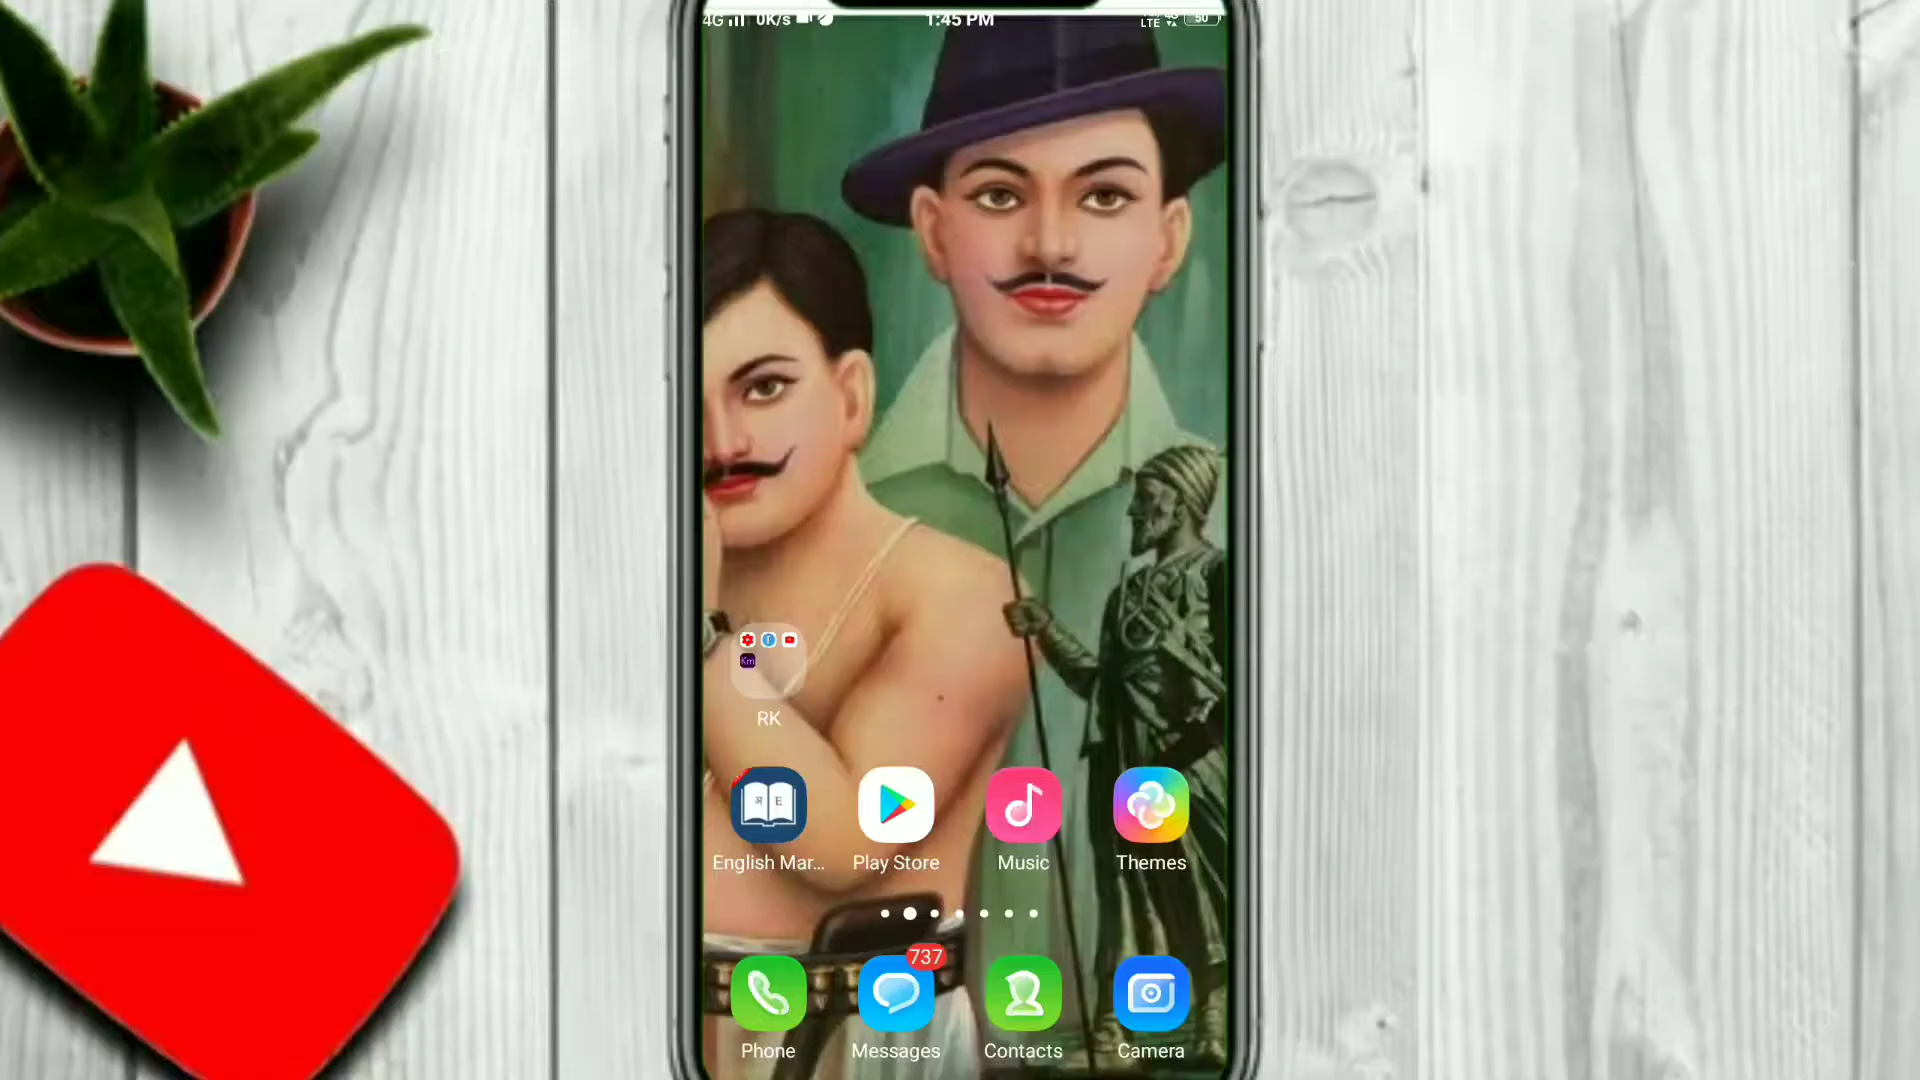 4G 0K/s 1:45 PM LTE 50
Km
RK
अ E
English Mar... Play Store Music Themes
737
Phone Messages Contacts Camera